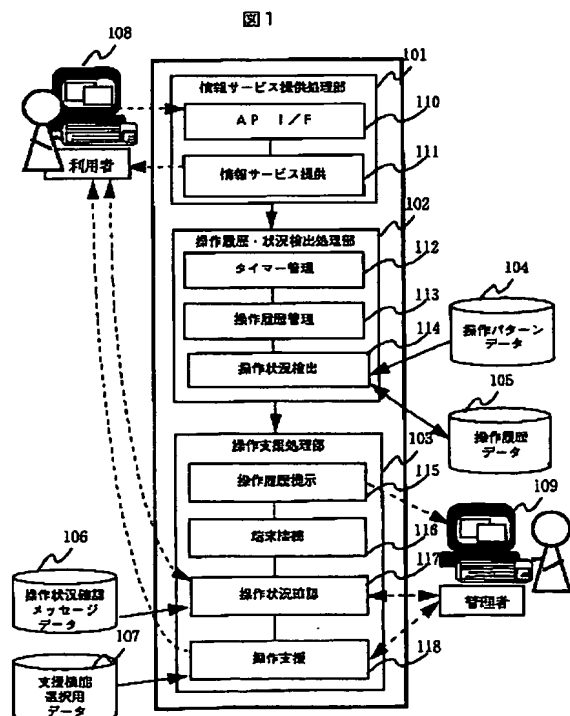 図1
108
101
情報サービス提供処理部
AP I/F
110
111
情報サービス提供
利用者
102
操作履歴・状況検出処理部
112
タイマー管理
113
操作履歴管理
104
114
操作パターン
データ
操作状況検出
105
操作履歴
データ
操作支援処理部
103
115
操作履歴提示
109
116
端末接続
106
117
操作状況確認
メッセージ
データ
操作状況確認
管理者
107
操作支援
118
支援機能
選択用
データ